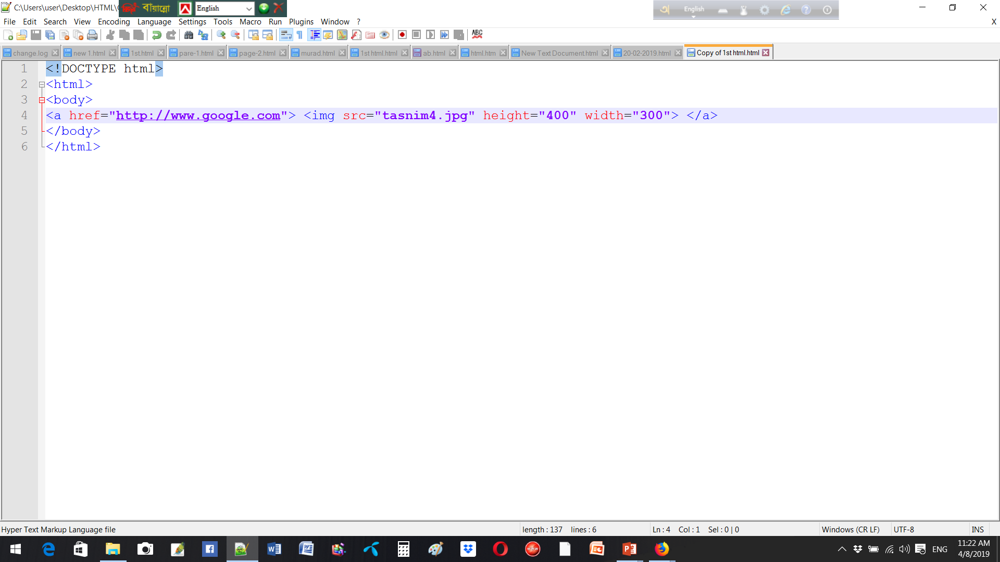 C:\Users\user\Desktop\HTML\ বায়ান্নো English English
File Edit Search View Encoding Language Settings Tools Macro Run Plugins Window ? X
ABC
change.log new 1.html 1st.html pare-1.html page-2.html murad.html 1st html.html ab.html html.htm New Text Document.html 20-02-2019.html Copy of 1st html.html
1 <!DOCTYPE html>
2 <html>
3 <body>
4 <a href="http://www.google.com"> <img src="tasnim4.jpg" height="400" width="300"> </a>
5 </body>
6 </html>
Hyper Text Markup Language file length : 137 lines : 6 Ln : 4 Col : 1 Sel : 0 | 0 Windows (CR LF) UTF-8 INS
ENG 11:22 AM
4/8/2019